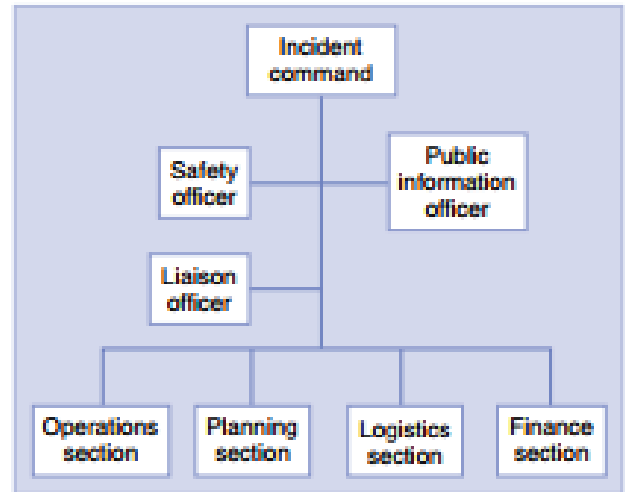 Incident
command
Safety
officer
Public
information
officer
Liaison
officer
Operations
section
Planning
section
Logistics
section
Finance
section